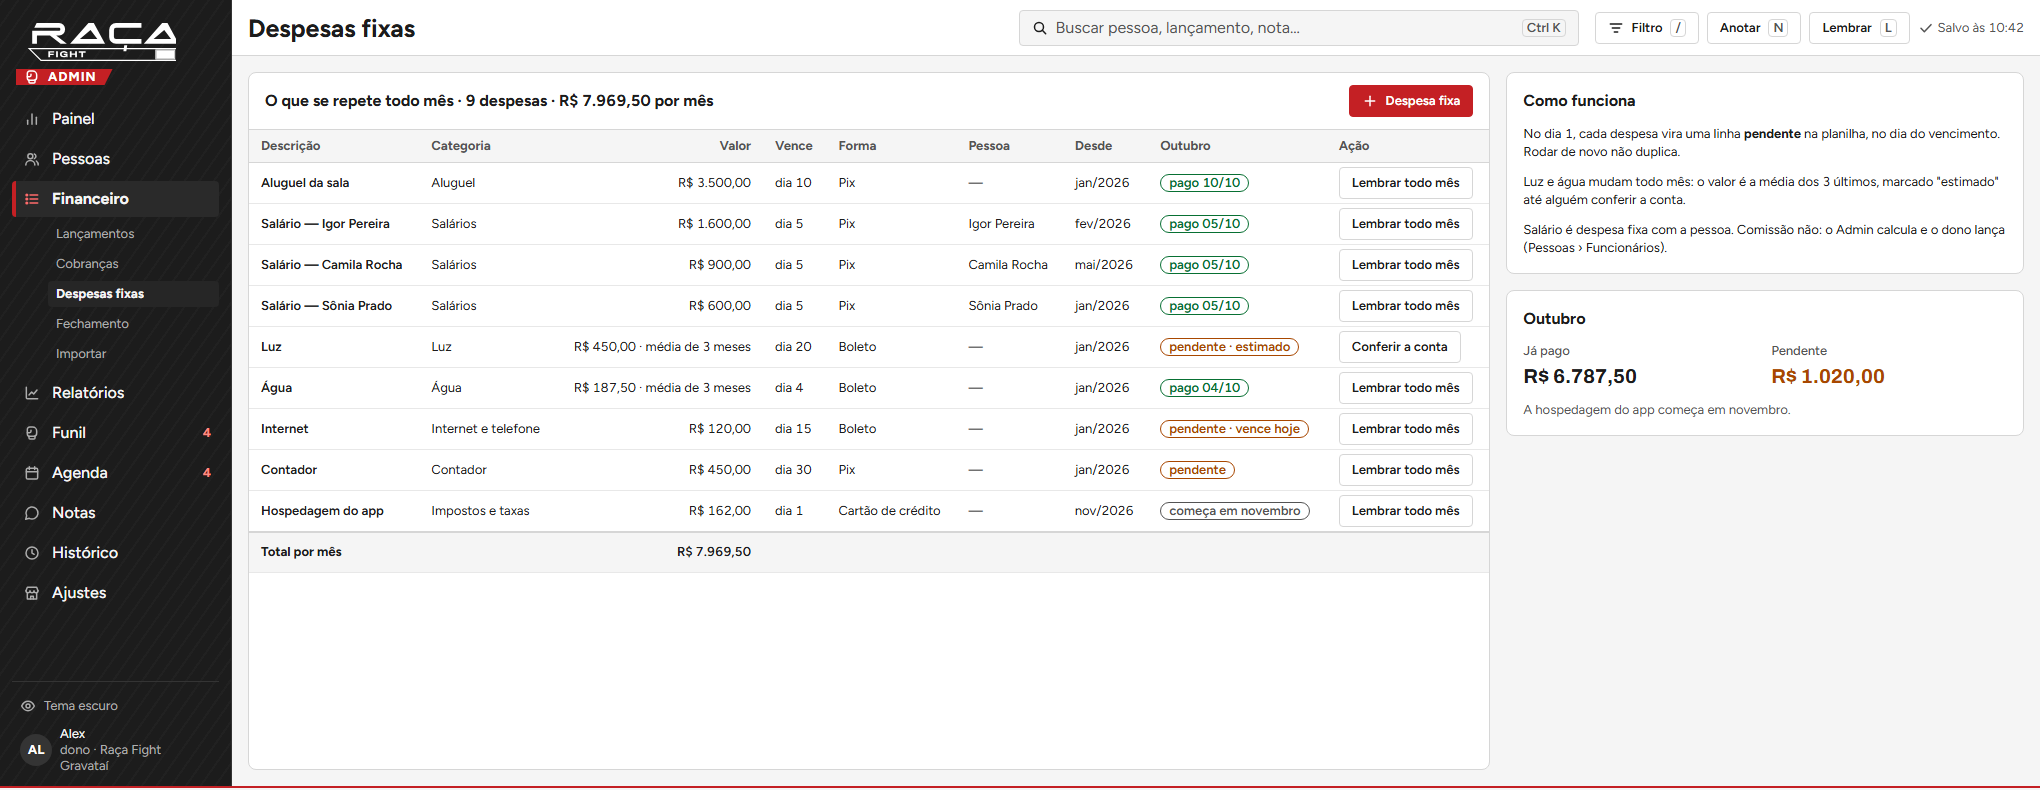 RAÇA
FIGHT
ADMIN
Painel
Pessoas
Financeiro
Lançamentos
Cobranças
Despesas fixas
Fechamento
Importar
Relatórios
Funil 4
Agenda 4
Notas
Histórico
Ajustes
Tema escuro
AL
Alex
dono · Raça Fight
Gravataí
Despesas fixas
Buscar pessoa, lançamento, nota... Ctrl K
Filtro /
Anotar N
Lembrar L
Salvo às 10:42
O que se repete todo mês · 9 despesas · R$ 7.969,50 por mês
+ Despesa fixa
Descrição Categoria Valor Vence Forma Pessoa Desde Outubro Ação
Aluguel da sala Aluguel R$ 3.500,00 dia 10 Pix — jan/2026 pago 10/10 Lembrar todo mês
Salário — Igor Pereira Salários R$ 1.600,00 dia 5 Pix Igor Pereira fev/2026 pago 05/10 Lembrar todo mês
Salário — Camila Rocha Salários R$ 900,00 dia 5 Pix Camila Rocha mai/2026 pago 05/10 Lembrar todo mês
Salário — Sônia Prado Salários R$ 600,00 dia 5 Pix Sônia Prado jan/2026 pago 05/10 Lembrar todo mês
Luz Luz R$ 450,00 · média de 3 meses dia 20 Boleto — jan/2026 pendente · estimado Conferir a conta
Água Água R$ 187,50 · média de 3 meses dia 4 Boleto — jan/2026 pago 04/10 Lembrar todo mês
Internet Internet e telefone R$ 120,00 dia 15 Boleto — jan/2026 pendente · vence hoje Lembrar todo mês
Contador Contador R$ 450,00 dia 30 Pix — jan/2026 pendente Lembrar todo mês
Hospedagem do app Impostos e taxas R$ 162,00 dia 1 Cartão de crédito — nov/2026 começa em novembro Lembrar todo mês
Total por mês R$ 7.969,50
Como funciona
No dia 1, cada despesa vira uma linha pendente na planilha, no dia do vencimento.
Rodar de novo não duplica.
Luz e água mudam todo mês: o valor é a média dos 3 últimos, marcado "estimado"
até alguém conferir a conta.
Salário é despesa fixa com a pessoa. Comissão não: o Admin calcula e o dono lança
(Pessoas › Funcionários).
Outubro
Já pago Pendente
R$ 6.787,50 R$ 1.020,00
A hospedagem do app começa em novembro.